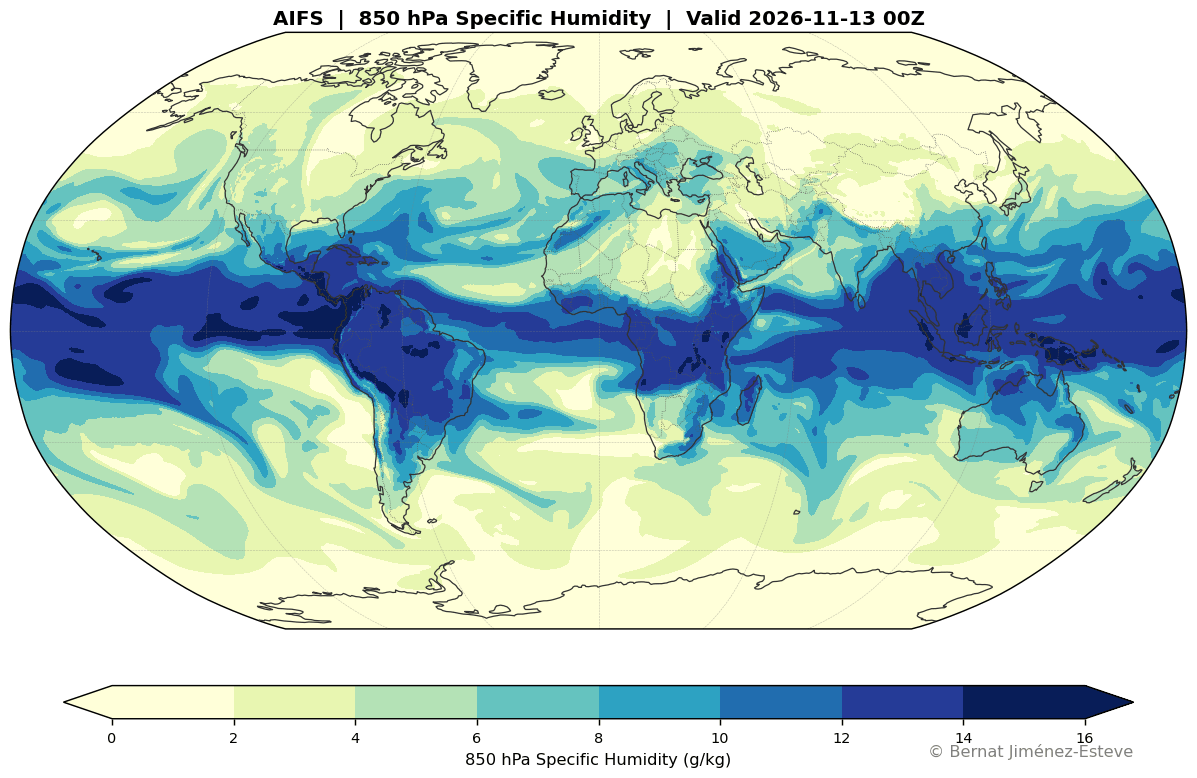 AIFS | 850 hPa Specific Humidity | Valid 2026-11-13 00Z
0 2 4 6 8 10 12 14 16
850 hPa Specific Humidity (g/kg)
© Bernat Jiménez-Esteve